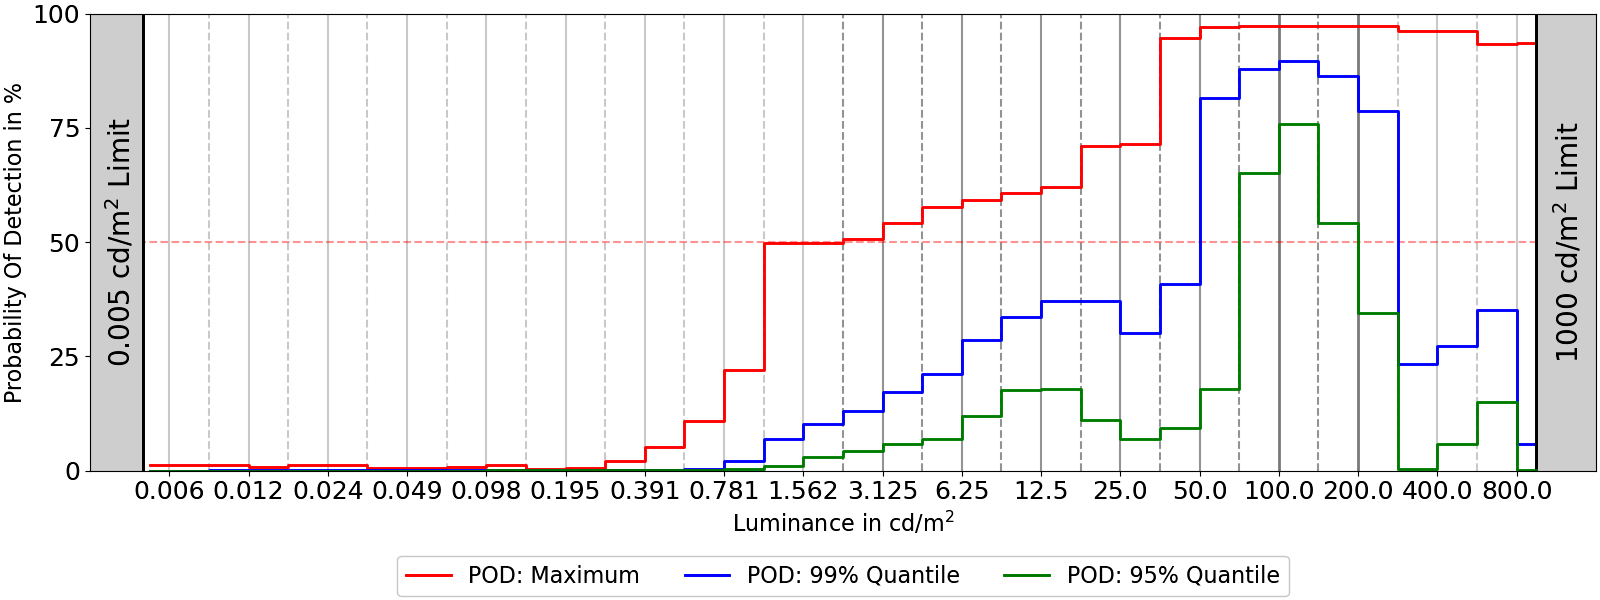 100
75
50
25
0
Probability Of Detection in %
0.005 cd/m² Limit
1000 cd/m² Limit
0.006 0.012 0.024 0.049 0.098 0.195 0.391 0.781 1.562 3.125 6.25 12.5 25.0 50.0 100.0 200.0 400.0 800.0
Luminance in cd/m²
POD: Maximum POD: 99% Quantile POD: 95% Quantile